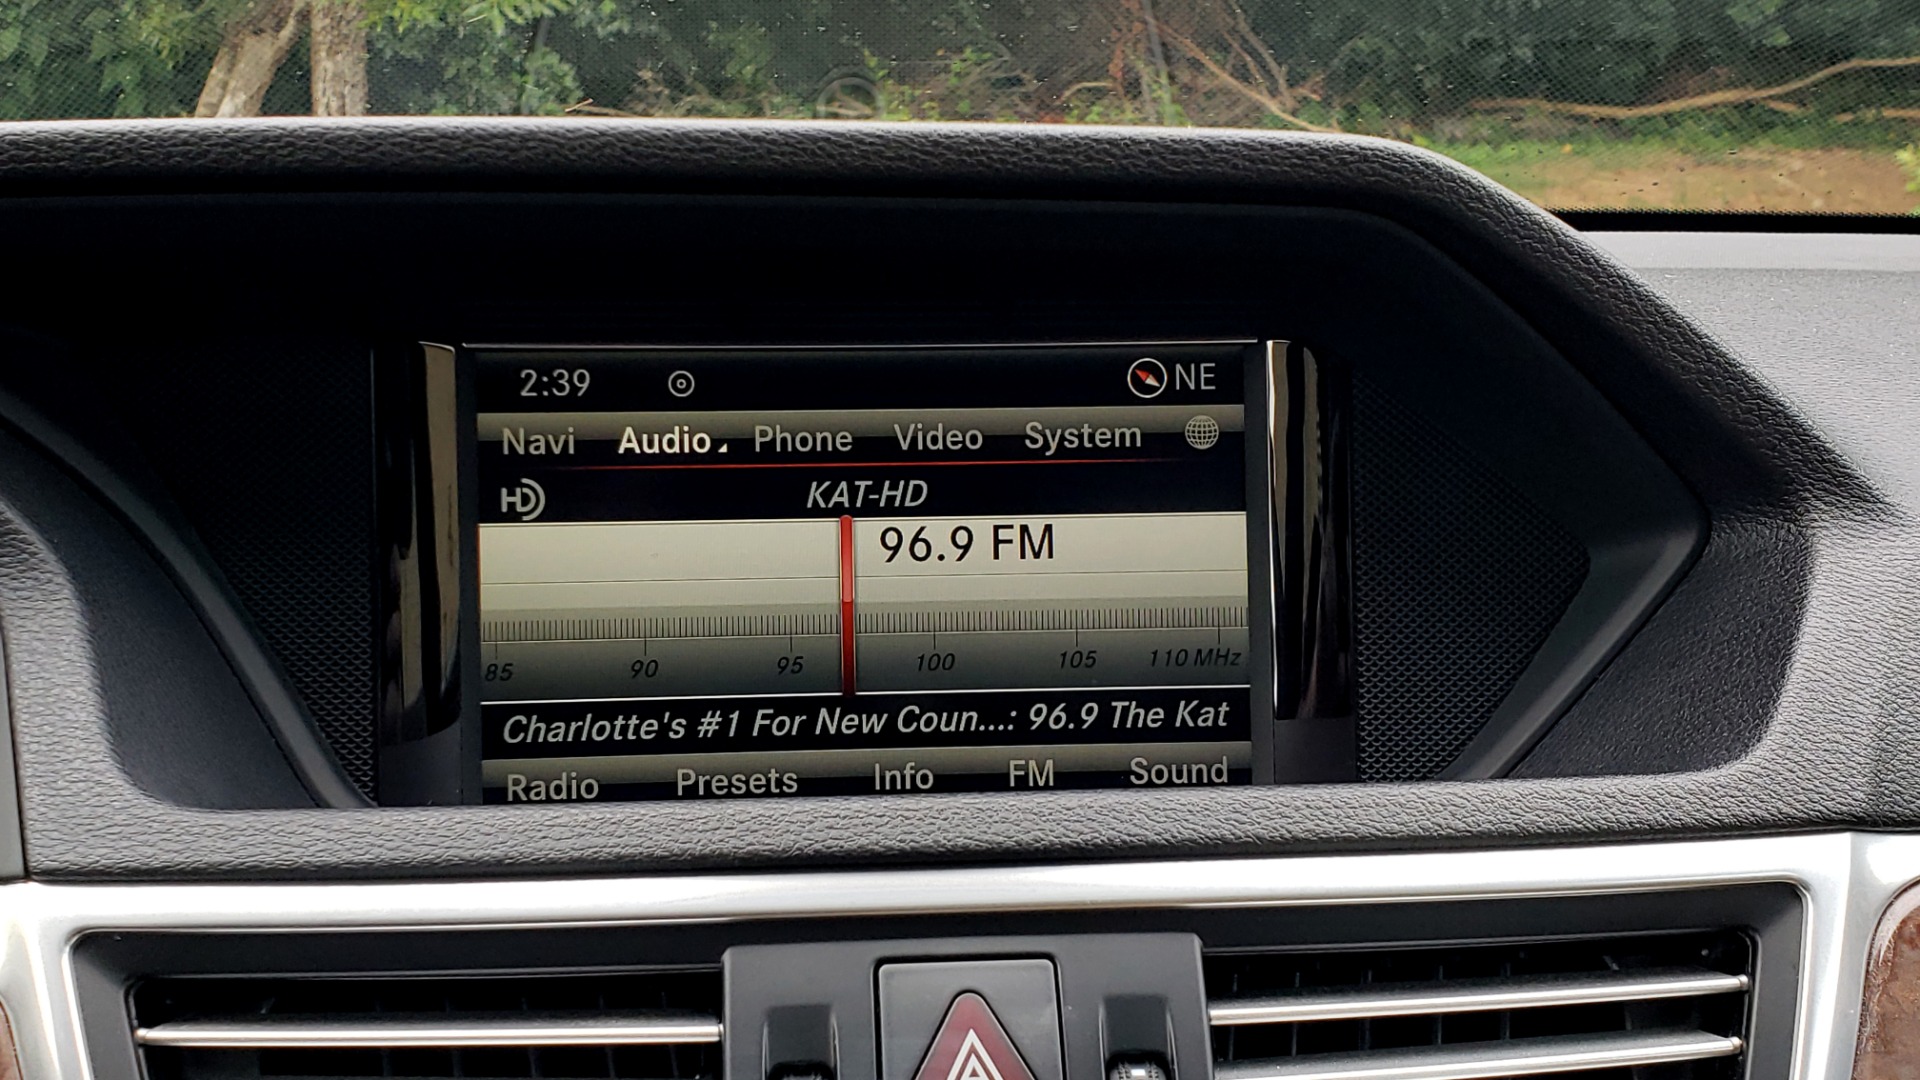 2:39 NE
Navi Audio Phone Video System
HD KAT-HD
96.9 FM
85 90 95 100 105 110 MHz
Charlotte's #1 For New Coun...: 96.9 The Kat
Radio Presets Info FM Sound